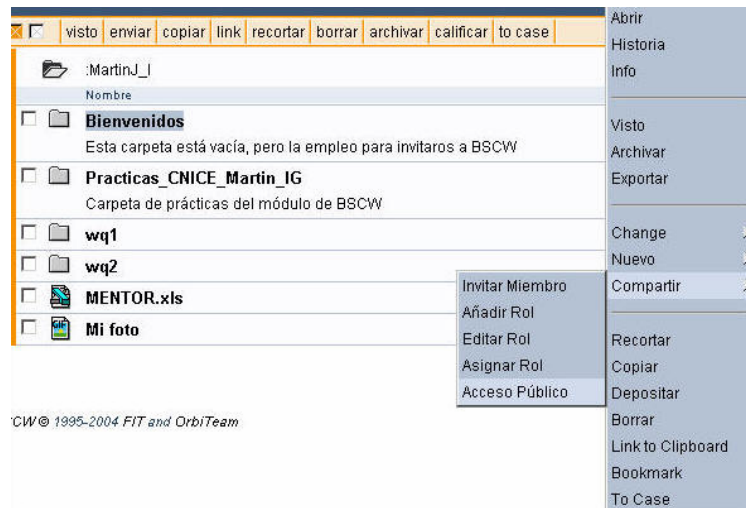 visto enviar copiar link recortar borrar archivar calificar to case
:MartinJ_I
Nombre
Bienvenidos
Esta carpeta está vacía, pero la empleo para invitaros a BSCW
Practicas_CNICE_Martin_IG
Carpeta de prácticas del módulo de BSCW
wq1
wq2
MENTOR.xls
Mi foto
CW © 1995-2004 FIT and OrbiTeam
Invitar Miembro
Añadir Rol
Editar Rol
Asignar Rol
Acceso Público
Abrir
Historia
Info
Visto
Archivar
Exportar
Change
Nuevo
Compartir
Recortar
Copiar
Depositar
Borrar
Link to Clipboard
Bookmark
To Case